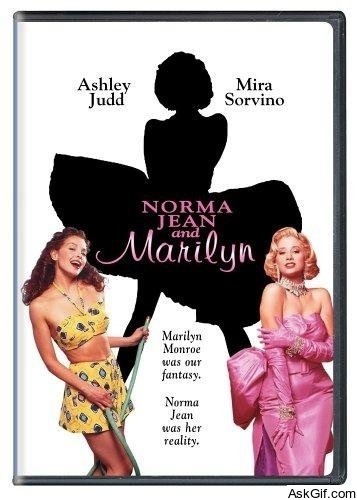 Ashley
Judd
Mira
Sorvino
NORMA
JEAN
and
Marilyn
Marilyn
Monroe
was our
fantasy.
Norma
Jean
was her
reality.
AskGif.com